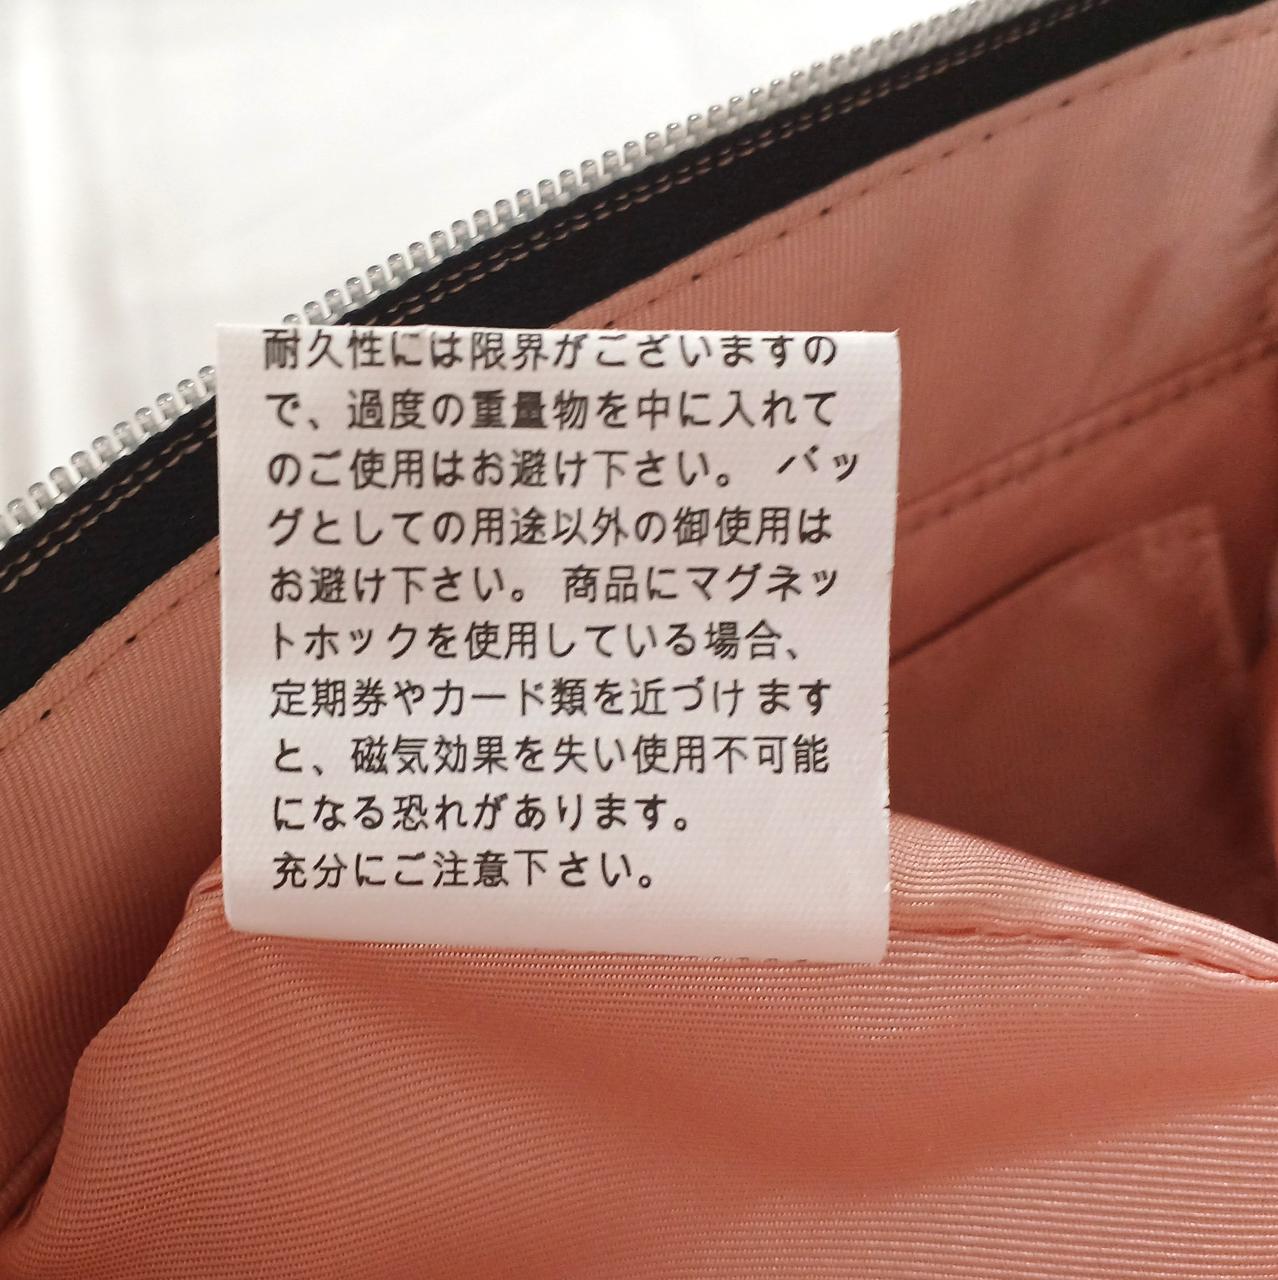 耐久性には限界がございますの
で、過度の重量物を中に入れて
のご使用はお避け下さい。 バッ
グとしての用途以外の御使用は
お避け下さい。 商品にマグネッ
トホックを使用している場合、
定期券やカード類を近づけます
と、磁気効果を失い使用不可能
になる恐れがあります。
充分にご注意下さい。